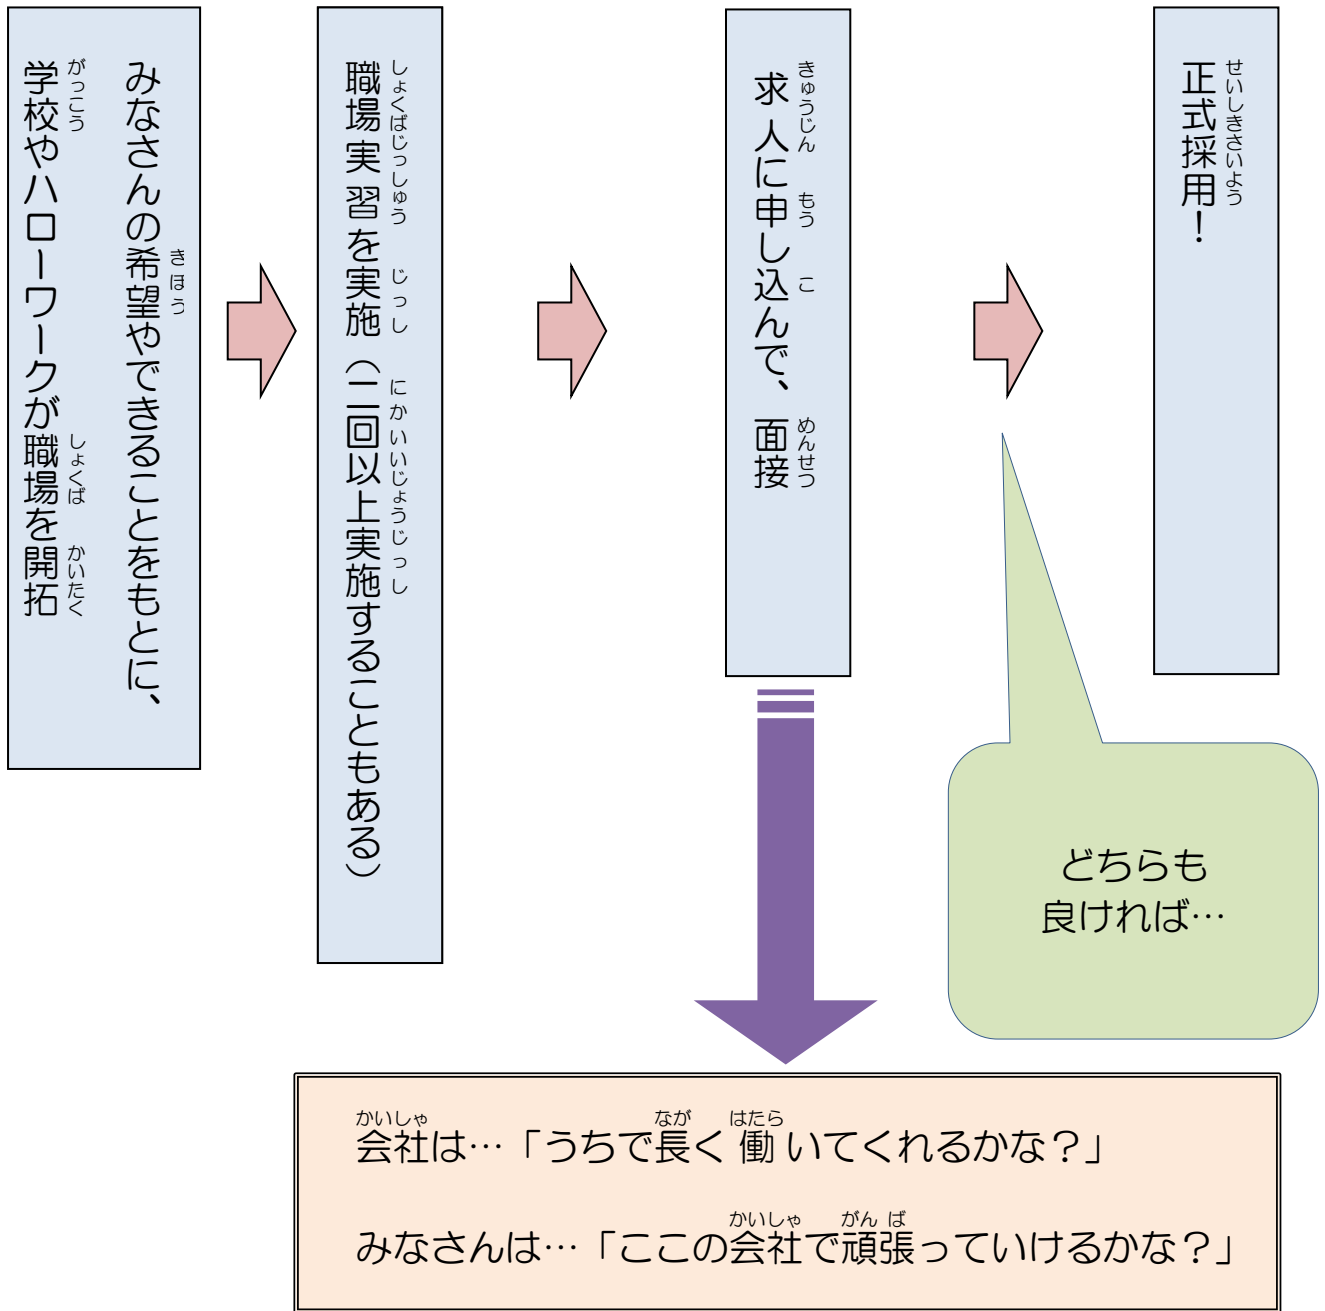 みなさんの希望やできることをもとに、
学校やハローワークが職場を開拓
職場実習を実施（二回以上実施することもある）
求人に申し込んで、面接
正式採用！
どちらも
良ければ…
会社は…「うちで長く働いてくれるかな？」
みなさんは…「ここの会社で頑張っていけるかな？」